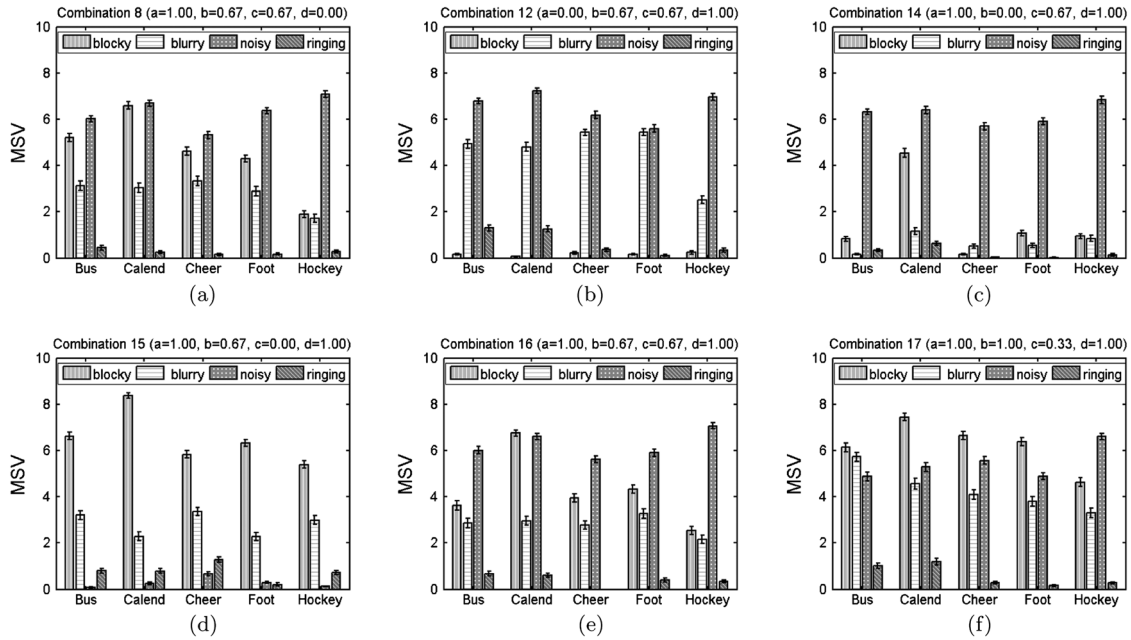 Combination 8 (a=1.00, b=0.67, c=0.67, d=0.00)
10
blocky blurry noisy ringing
8
6
MSV
4
2
0
Bus Calend Cheer Foot Hockey
(a)
Combination 12 (a=0.00, b=0.67, c=0.67, d=1.00)
10
blocky blurry noisy ringing
8
6
MSV
4
2
0
Bus Calend Cheer Foot Hockey
(b)
Combination 14 (a=1.00, b=0.00, c=0.67, d=1.00)
10
blocky blurry noisy ringing
8
6
MSV
4
2
0
Bus Calend Cheer Foot Hockey
(c)
Combination 15 (a=1.00, b=0.67, c=0.00, d=1.00)
10
blocky blurry noisy ringing
8
6
MSV
4
2
0
Bus Calend Cheer Foot Hockey
(d)
Combination 16 (a=1.00, b=0.67, c=0.67, d=1.00)
10
blocky blurry noisy ringing
8
6
MSV
4
2
0
Bus Calend Cheer Foot Hockey
(e)
Combination 17 (a=1.00, b=1.00, c=0.33, d=1.00)
10
blocky blurry noisy ringing
8
6
MSV
4
2
0
Bus Calend Cheer Foot Hockey
(f)